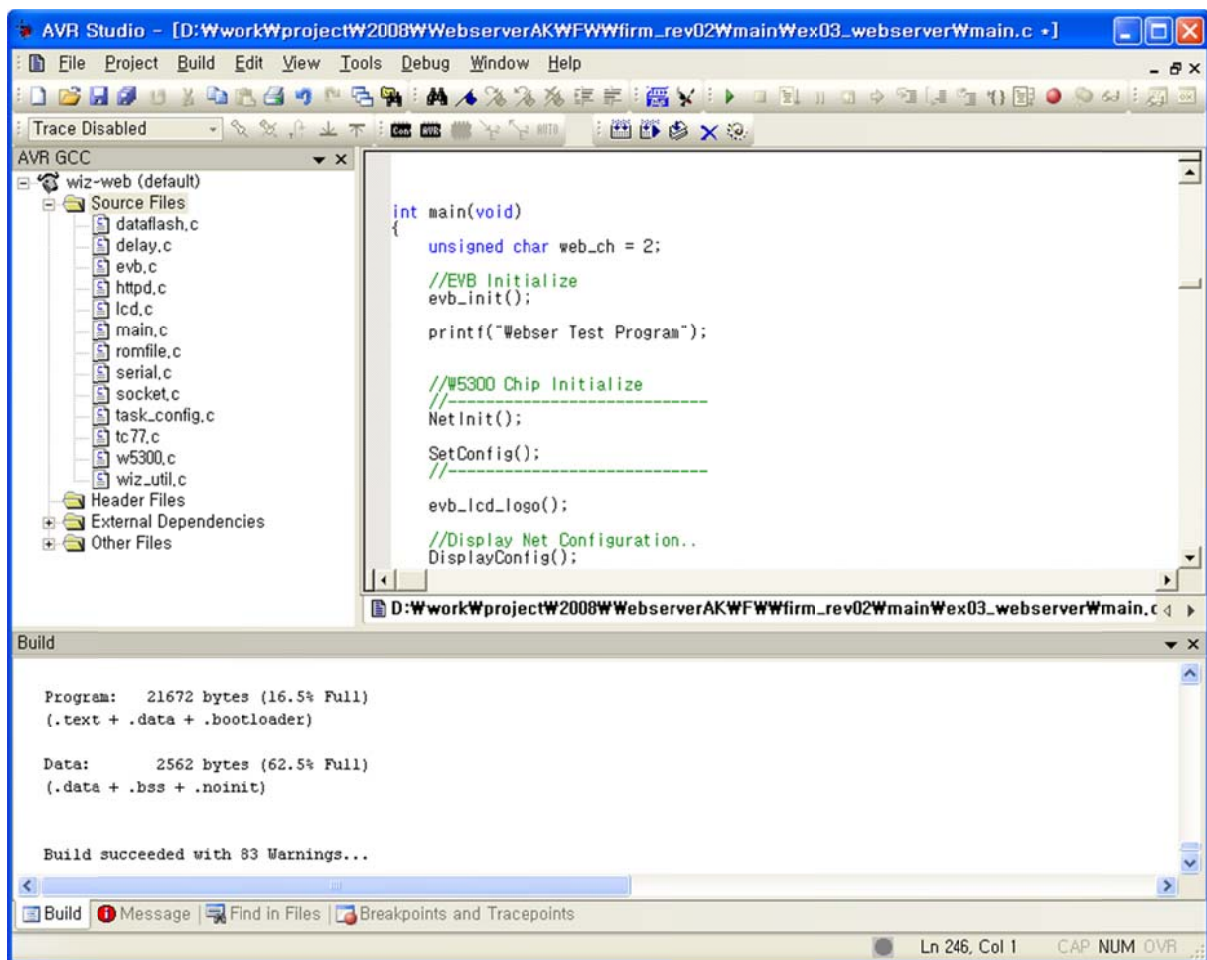 AVR Studio - [D:₩work₩project₩2008₩WebserverAK₩FW₩firm_rev02₩main₩ex03_webserver₩main.c *]
File Project Build Edit View Tools Debug Window Help
Trace Disabled
Con AVR AUTO
AVR GCC
wiz-web (default)
Source Files
dataflash.c
delay.c
evb.c
httpd.c
lcd.c
main.c
romfile.c
serial.c
socket.c
task_config.c
tc77.c
w5300.c
wiz_util.c
Header Files
External Dependencies
Other Files
int main(void)
{
unsigned char web_ch = 2;
//EVB Initialize
evb_init();
printf("Webser Test Program");
//W5300 Chip Initialize
//-----------------------------
NetInit();
SetConfig();
//-----------------------------
evb_lcd_logo();
//Display Net Configuration..
DisplayConfig();
D:₩work₩project₩2008₩WebserverAK₩FW₩firm_rev02₩main₩ex03_webserver₩main.c
Build
Program: 21672 bytes (16.5% Full)
(.text + .data + .bootloader)
Data: 2562 bytes (62.5% Full)
(.data + .bss + .noinit)
Build succeeded with 83 Warnings...
Build Message Find in Files Breakpoints and Tracepoints
Ln 246, Col 1 CAP NUM OVR